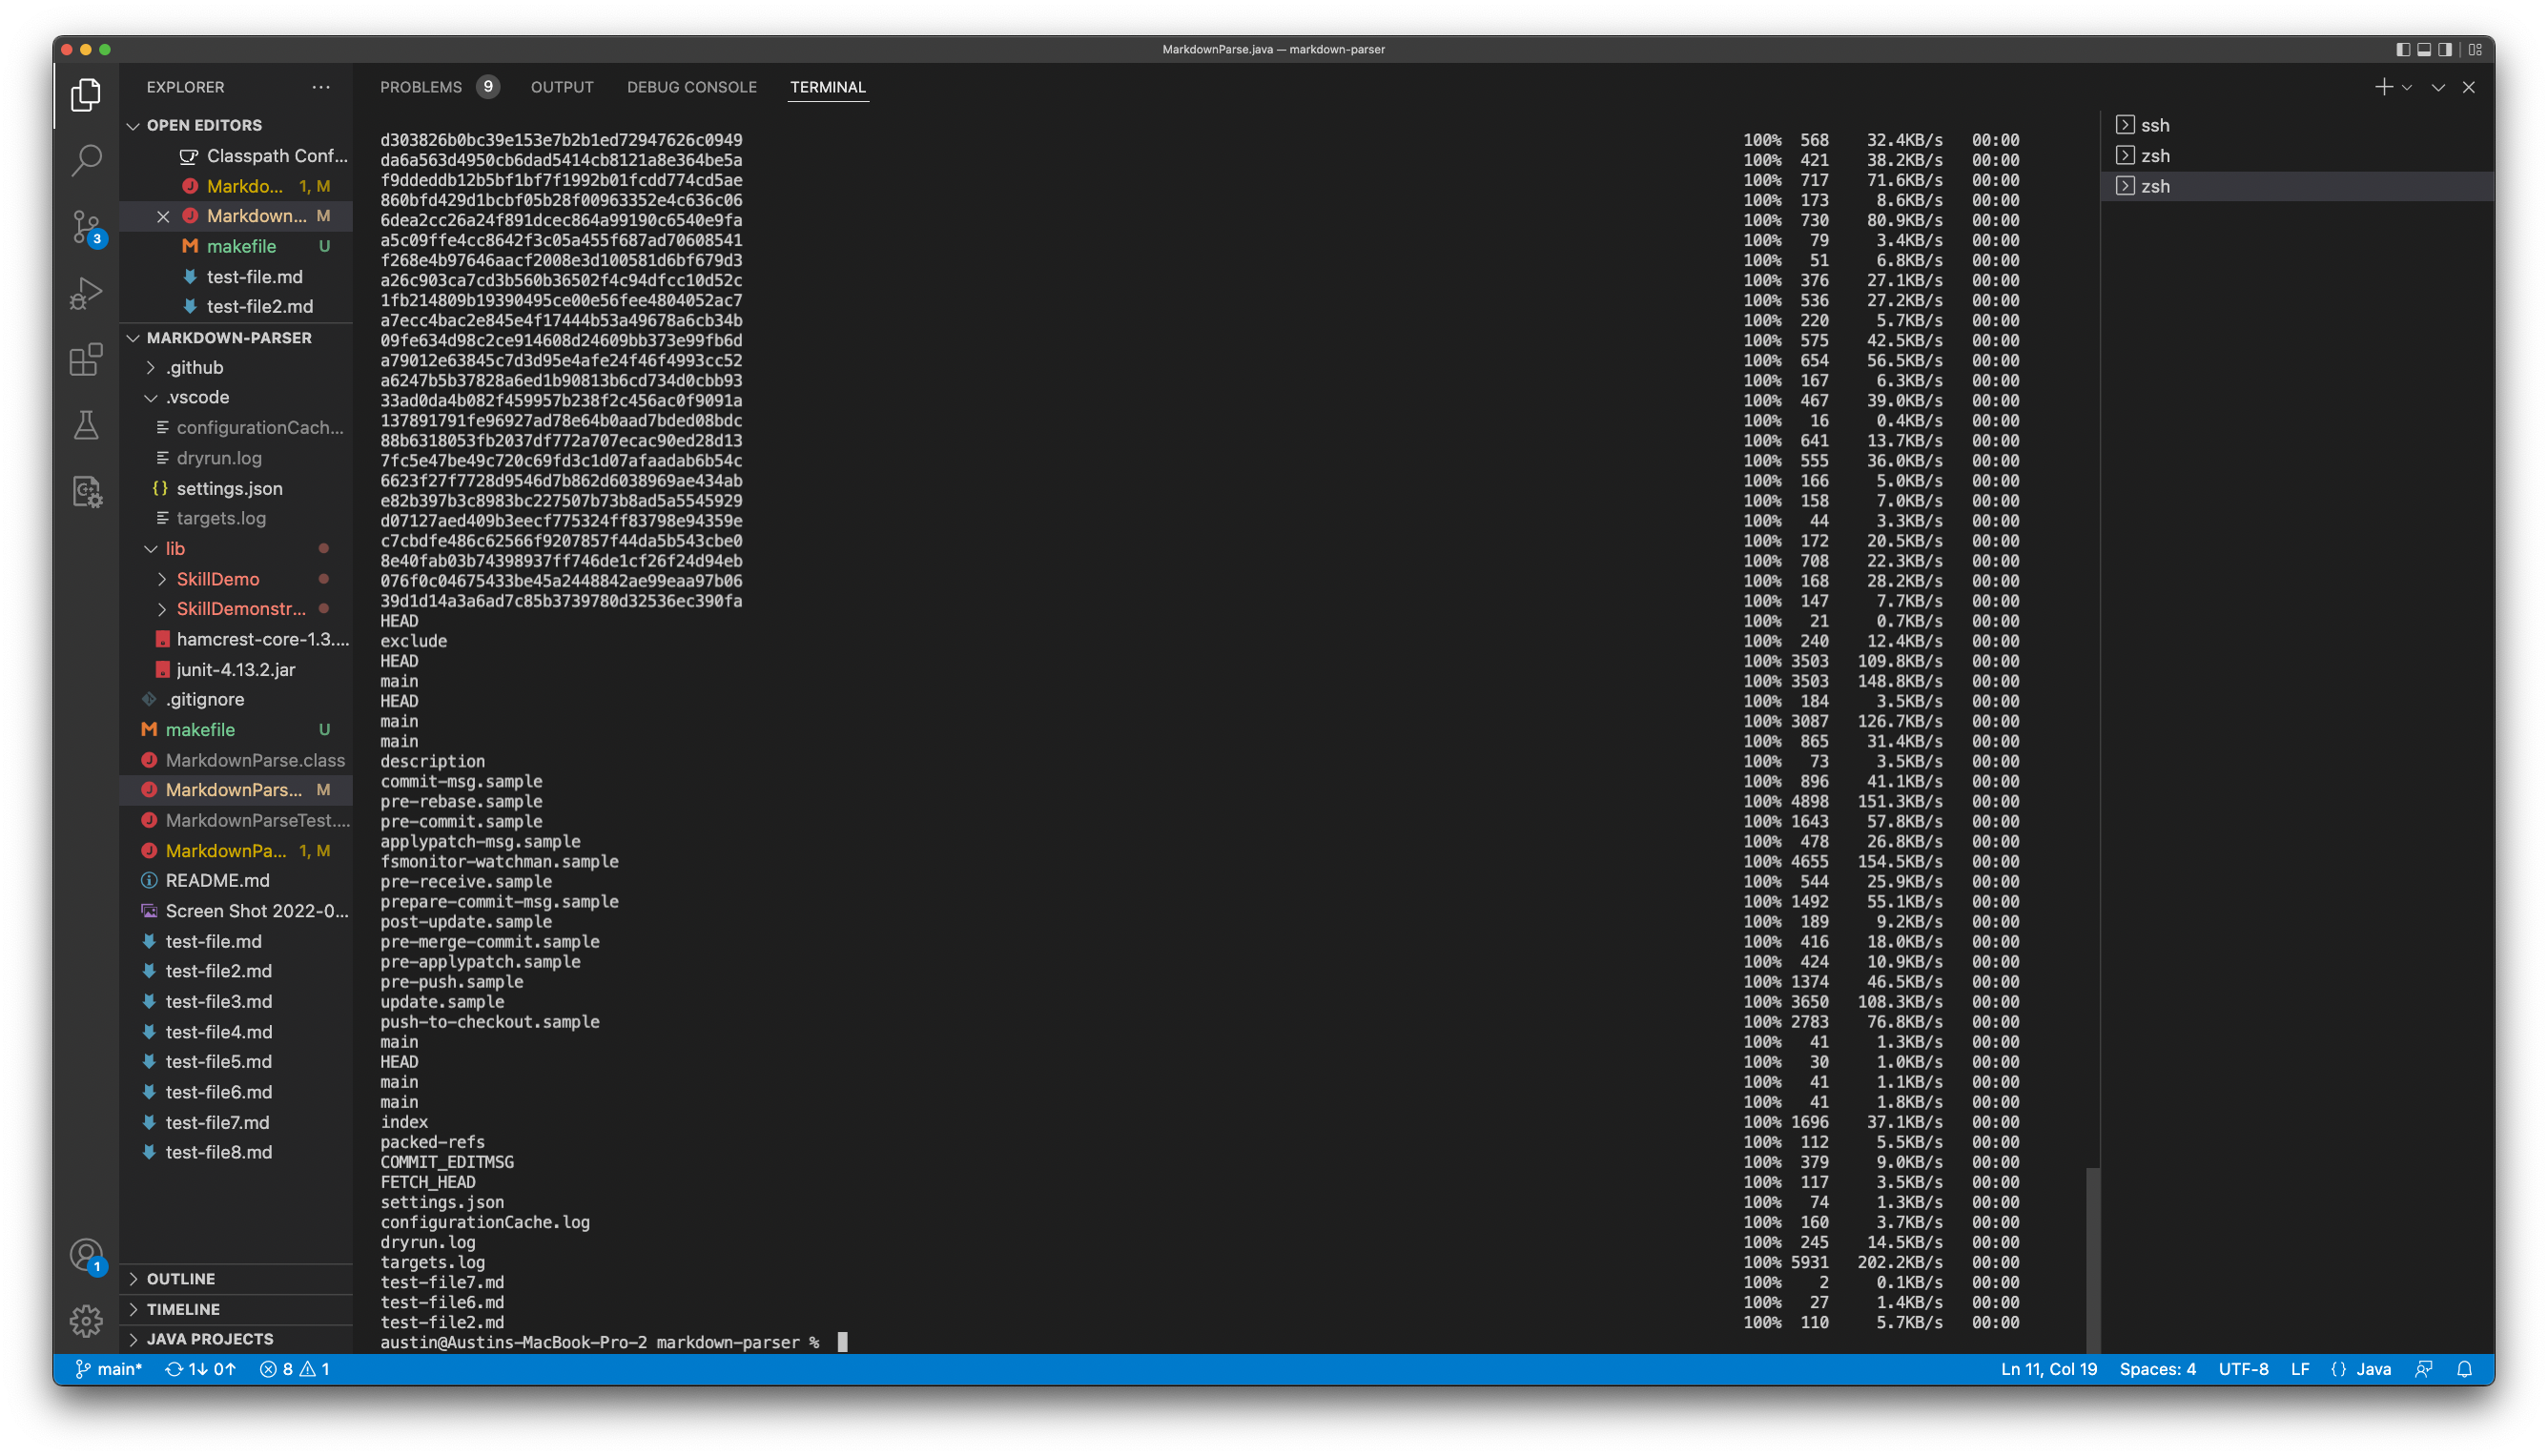 MarkdownParse.java — markdown-parser
EXPLORER
OPEN EDITORS
Classpath Conf...
Markdo... 1, M
Markdown... M
makefile U
test-file.md
test-file2.md
MARKDOWN-PARSER
.github
.vscode
configurationCach...
dryrun.log
settings.json
targets.log
lib
SkillDemo
SkillDemonstr...
hamcrest-core-1.3....
junit-4.13.2.jar
.gitignore
makefile U
MarkdownParse.class
MarkdownPars... M
MarkdownParseTest....
MarkdownPa... 1, M
README.md
Screen Shot 2022-0...
test-file.md
test-file2.md
test-file3.md
test-file4.md
test-file5.md
test-file6.md
test-file7.md
test-file8.md
OUTLINE
TIMELINE
JAVA PROJECTS
3
1
PROBLEMS 9 OUTPUT DEBUG CONSOLE TERMINAL
d303826b0bc39e153e7b2b1ed72947626c0949 100% 568 32.4KB/s 00:00
da6a563d4950cb6dad5414cb8121a8e364be5a 100% 421 38.2KB/s 00:00
f9ddeddb12b5bf1bf7f1992b01fcdd774cd5ae 100% 717 71.6KB/s 00:00
860bfd429d1bcbf05b28f00963352e4c636c06 100% 173 8.6KB/s 00:00
6dea2cc26a24f891dcec864a99190c6540e9fa 100% 730 80.9KB/s 00:00
a5c09ffe4cc8642f3c05a455f687ad70608541 100% 79 3.4KB/s 00:00
f268e4b97646aacf2008e3d100581d6bf679d3 100% 51 6.8KB/s 00:00
a26c903ca7cd3b560b36502f4c94dfcc10d52c 100% 376 27.1KB/s 00:00
1fb214809b19390495ce00e56fee4804052ac7 100% 536 27.2KB/s 00:00
a7ecc4bac2e845e4f17444b53a49678a6cb34b 100% 220 5.7KB/s 00:00
09fe634d98c2ce914608d24609bb373e99fb6d 100% 575 42.5KB/s 00:00
a79012e63845c7d3d95e4afe24f46f4993cc52 100% 654 56.5KB/s 00:00
a6247b5b37828a6ed1b90813b6cd734d0cbb93 100% 167 6.3KB/s 00:00
33ad0da4b082f459957b238f2c456ac0f9091a 100% 467 39.0KB/s 00:00
137891791fe96927ad78e64b0aad7bded08bdc 100% 16 0.4KB/s 00:00
88b6318053fb2037df772a707ecac90ed28d13 100% 641 13.7KB/s 00:00
7fc5e47be49c720c69fd3c1d07afaadab6b54c 100% 555 36.0KB/s 00:00
6623f27f7728d9546d7b862d6038969ae434ab 100% 166 5.0KB/s 00:00
e82b397b3c8983bc227507b73b8ad5a5545929 100% 158 7.0KB/s 00:00
d07127aed409b3eecf775324ff83798e94359e 100% 44 3.3KB/s 00:00
c7cbdfe486c62566f9207857f44da5b543cbe0 100% 172 20.5KB/s 00:00
8e40fab03b74398937ff746de1cf26f24d94eb 100% 708 22.3KB/s 00:00
076f0c04675433be45a2448842ae99eaa97b06 100% 168 28.2KB/s 00:00
39d1d14a3a6ad7c85b3739780d32536ec390fa 100% 147 7.7KB/s 00:00
HEAD 100% 21 0.7KB/s 00:00
exclude 100% 240 12.4KB/s 00:00
HEAD 100% 3503 109.8KB/s 00:00
main 100% 3503 148.8KB/s 00:00
HEAD 100% 184 3.5KB/s 00:00
main 100% 3087 126.7KB/s 00:00
main 100% 865 31.4KB/s 00:00
description 100% 73 3.5KB/s 00:00
commit-msg.sample 100% 896 41.1KB/s 00:00
pre-rebase.sample 100% 4898 151.3KB/s 00:00
pre-commit.sample 100% 1643 57.8KB/s 00:00
applypatch-msg.sample 100% 478 26.8KB/s 00:00
fsmonitor-watchman.sample 100% 4655 154.5KB/s 00:00
pre-receive.sample 100% 544 25.9KB/s 00:00
prepare-commit-msg.sample 100% 1492 55.1KB/s 00:00
post-update.sample 100% 189 9.2KB/s 00:00
pre-merge-commit.sample 100% 416 18.0KB/s 00:00
pre-applypatch.sample 100% 424 10.9KB/s 00:00
pre-push.sample 100% 1374 46.5KB/s 00:00
update.sample 100% 3650 108.3KB/s 00:00
push-to-checkout.sample 100% 2783 76.8KB/s 00:00
main 100% 41 1.3KB/s 00:00
HEAD 100% 30 1.0KB/s 00:00
main 100% 41 1.1KB/s 00:00
main 100% 41 1.8KB/s 00:00
index 100% 1696 37.1KB/s 00:00
packed-refs 100% 112 5.5KB/s 00:00
COMMIT_EDITMSG 100% 379 9.0KB/s 00:00
FETCH_HEAD 100% 117 3.5KB/s 00:00
settings.json 100% 74 1.3KB/s 00:00
configurationCache.log 100% 160 3.7KB/s 00:00
dryrun.log 100% 245 14.5KB/s 00:00
targets.log 100% 5931 202.2KB/s 00:00
test-file7.md 100% 2 0.1KB/s 00:00
test-file6.md 100% 27 1.4KB/s 00:00
test-file2.md 100% 110 5.7KB/s 00:00
austin@Austins-MacBook-Pro-2 markdown-parser %
ssh
zsh
zsh
main* 1↓ 0↑ 8 1
Ln 11, Col 19 Spaces: 4 UTF-8 LF {} Java